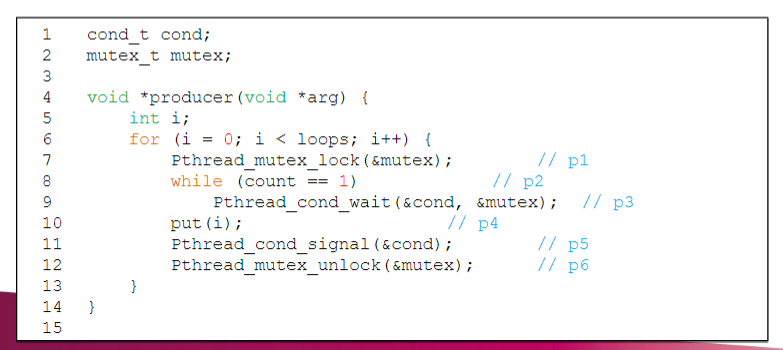 1 cond_t cond;
2 mutex_t mutex;
3
4 void *producer(void *arg) {
5 int i;
6 for (i = 0; i < loops; i++) {
7 Pthread_mutex_lock(&mutex); // p1
8 while (count == 1) // p2
9 Pthread_cond_wait(&cond, &mutex); // p3
10 put(i); // p4
11 Pthread_cond_signal(&cond); // p5
12 Pthread_mutex_unlock(&mutex); // p6
13 }
14 }
15